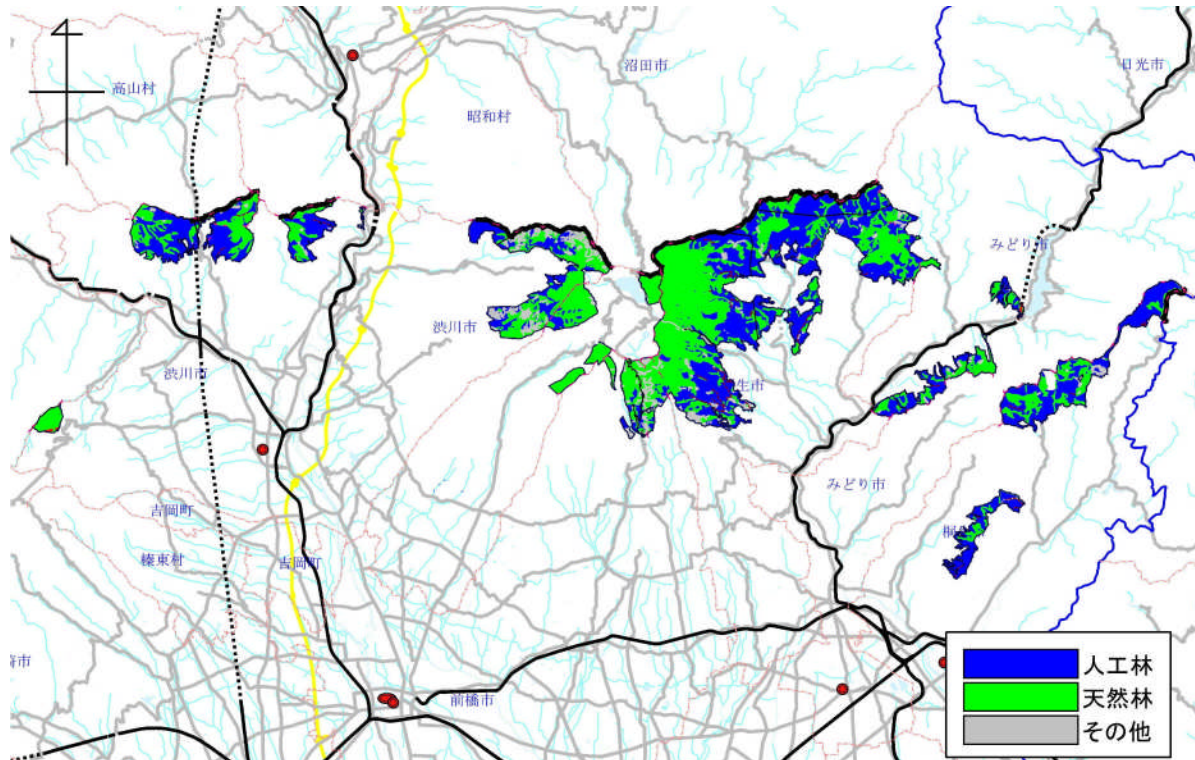 沼田市
日光市
高山村
昭和村
みどり市
渋川市
渋川市
生市
みどり市
吉岡町
桐
榛東村
吉岡町
市
前橋市
人工林
天然林
その他